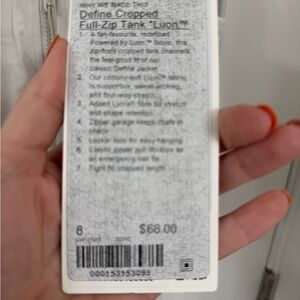 WHY WE MADE THIS
Define Cropped
Full-Zip Tank *Luon™
1. A fan-favourite, redefined.
Powered by Luon™ fabric, this
zip-front cropped tank channels
the feel-good fit of our
classic Define Jacket
2. Our cottony-soft Luon™ fabric
is supportive, sweat-wicking,
and four-way stretch
3. Added Lycra® fibre for stretch
and shape retention
4. Zipper garage keeps chafe in
check
5. Locker loop for easy hanging
6. Elastic zipper pull doubles as
an emergency hair tie
7. Tight fit, cropped length
8 $68.00
000153153093